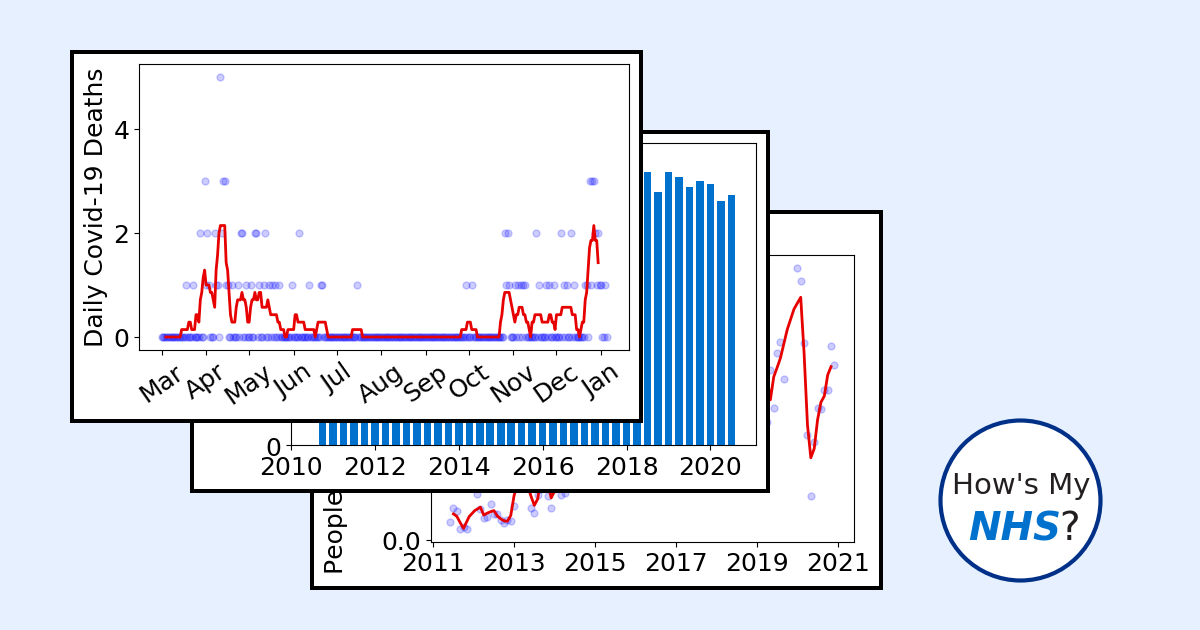 Daily Covid-19 Deaths
4
2
0
Mar Apr May Jun Jul Aug Sep Oct Nov Dec Jan
0
2010 2012 2014 2016 2018 2020
People
0.0
2011 2013 2015 2017 2019 2021
How's My
NHS?